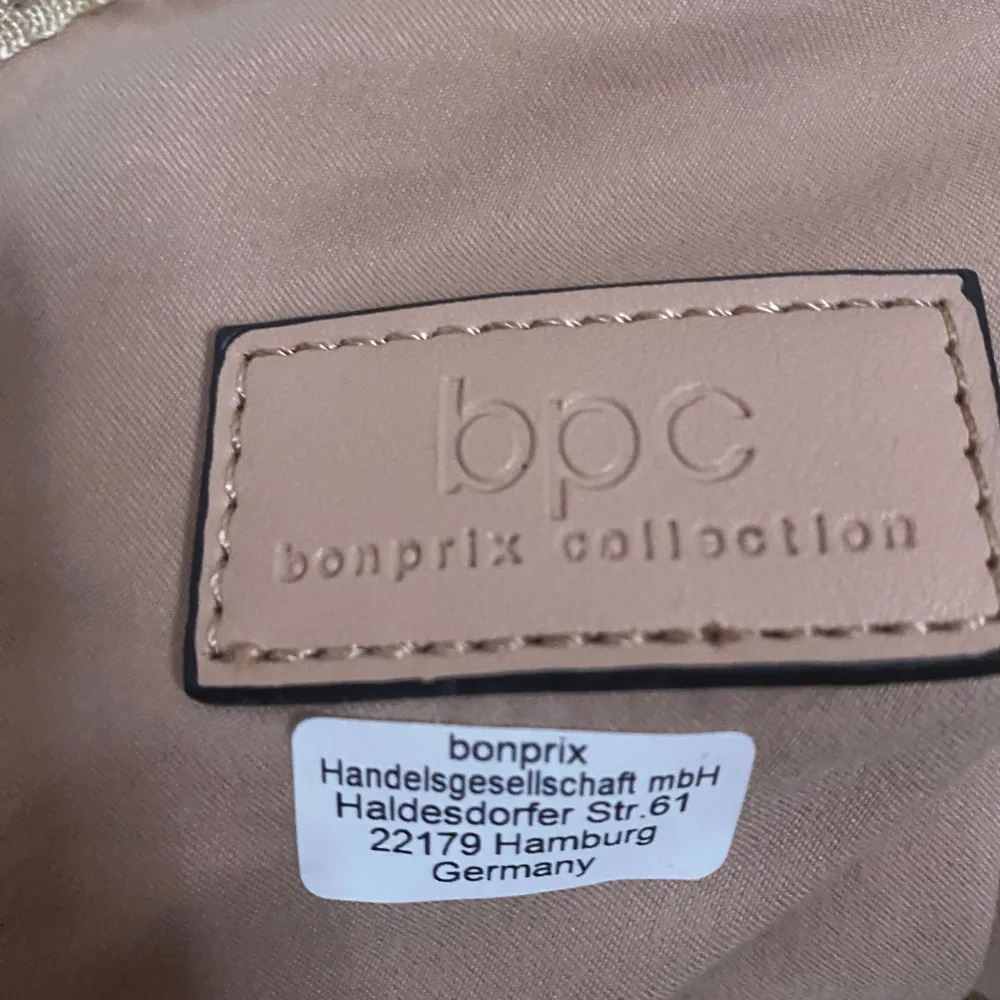 bpc
bonprix collection
bonprix
Handelsgesellschaft mbH
Haldesdorfer Str.61
22179 Hamburg
Germany